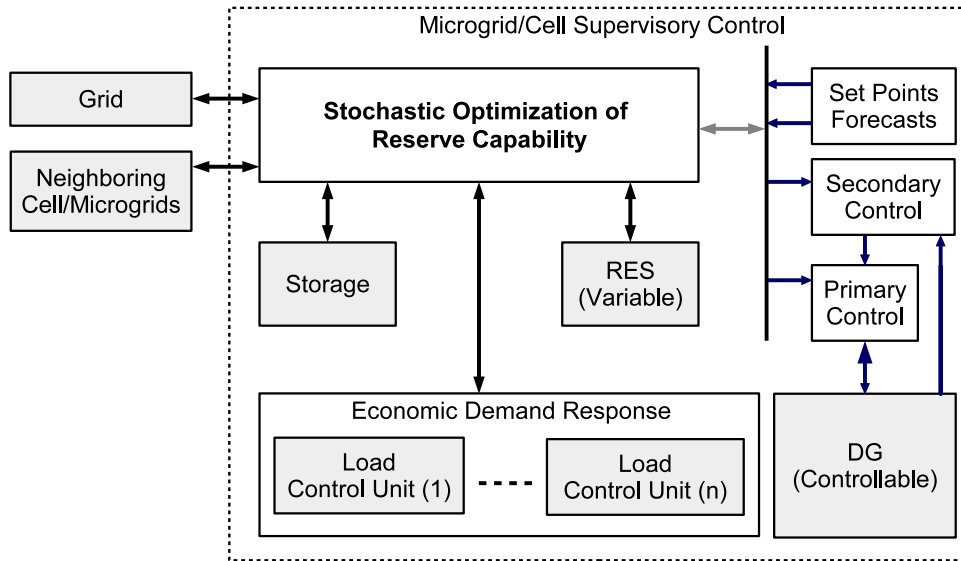 Microgrid/Cell Supervisory Control
Grid
Stochastic Optimization of
Reserve Capability
Set Points
Forecasts
Neighboring
Cell/Microgrids
Secondary
Control
Storage
RES
(Variable)
Primary
Control
Economic Demand Response
Load
Control Unit (1)
Load
Control Unit (n)
DG
(Controllable)